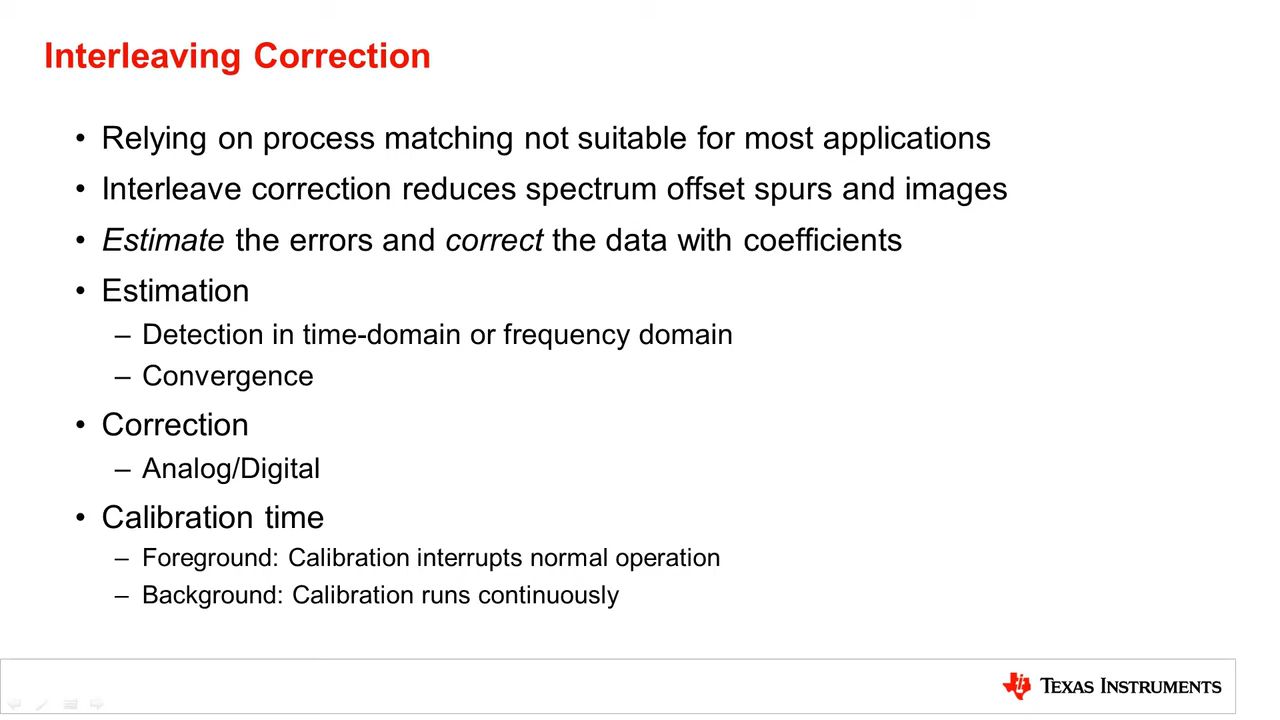 Interleaving Correction
• Relying on process matching not suitable for most applications
• Interleave correction reduces spectrum offset spurs and images
• Estimate the errors and correct the data with coefficients
• Estimation
– Detection in time-domain or frequency domain
– Convergence
• Correction
– Analog/Digital
• Calibration time
– Foreground: Calibration interrupts normal operation
– Background: Calibration runs continuously
TEXAS INSTRUMENTS